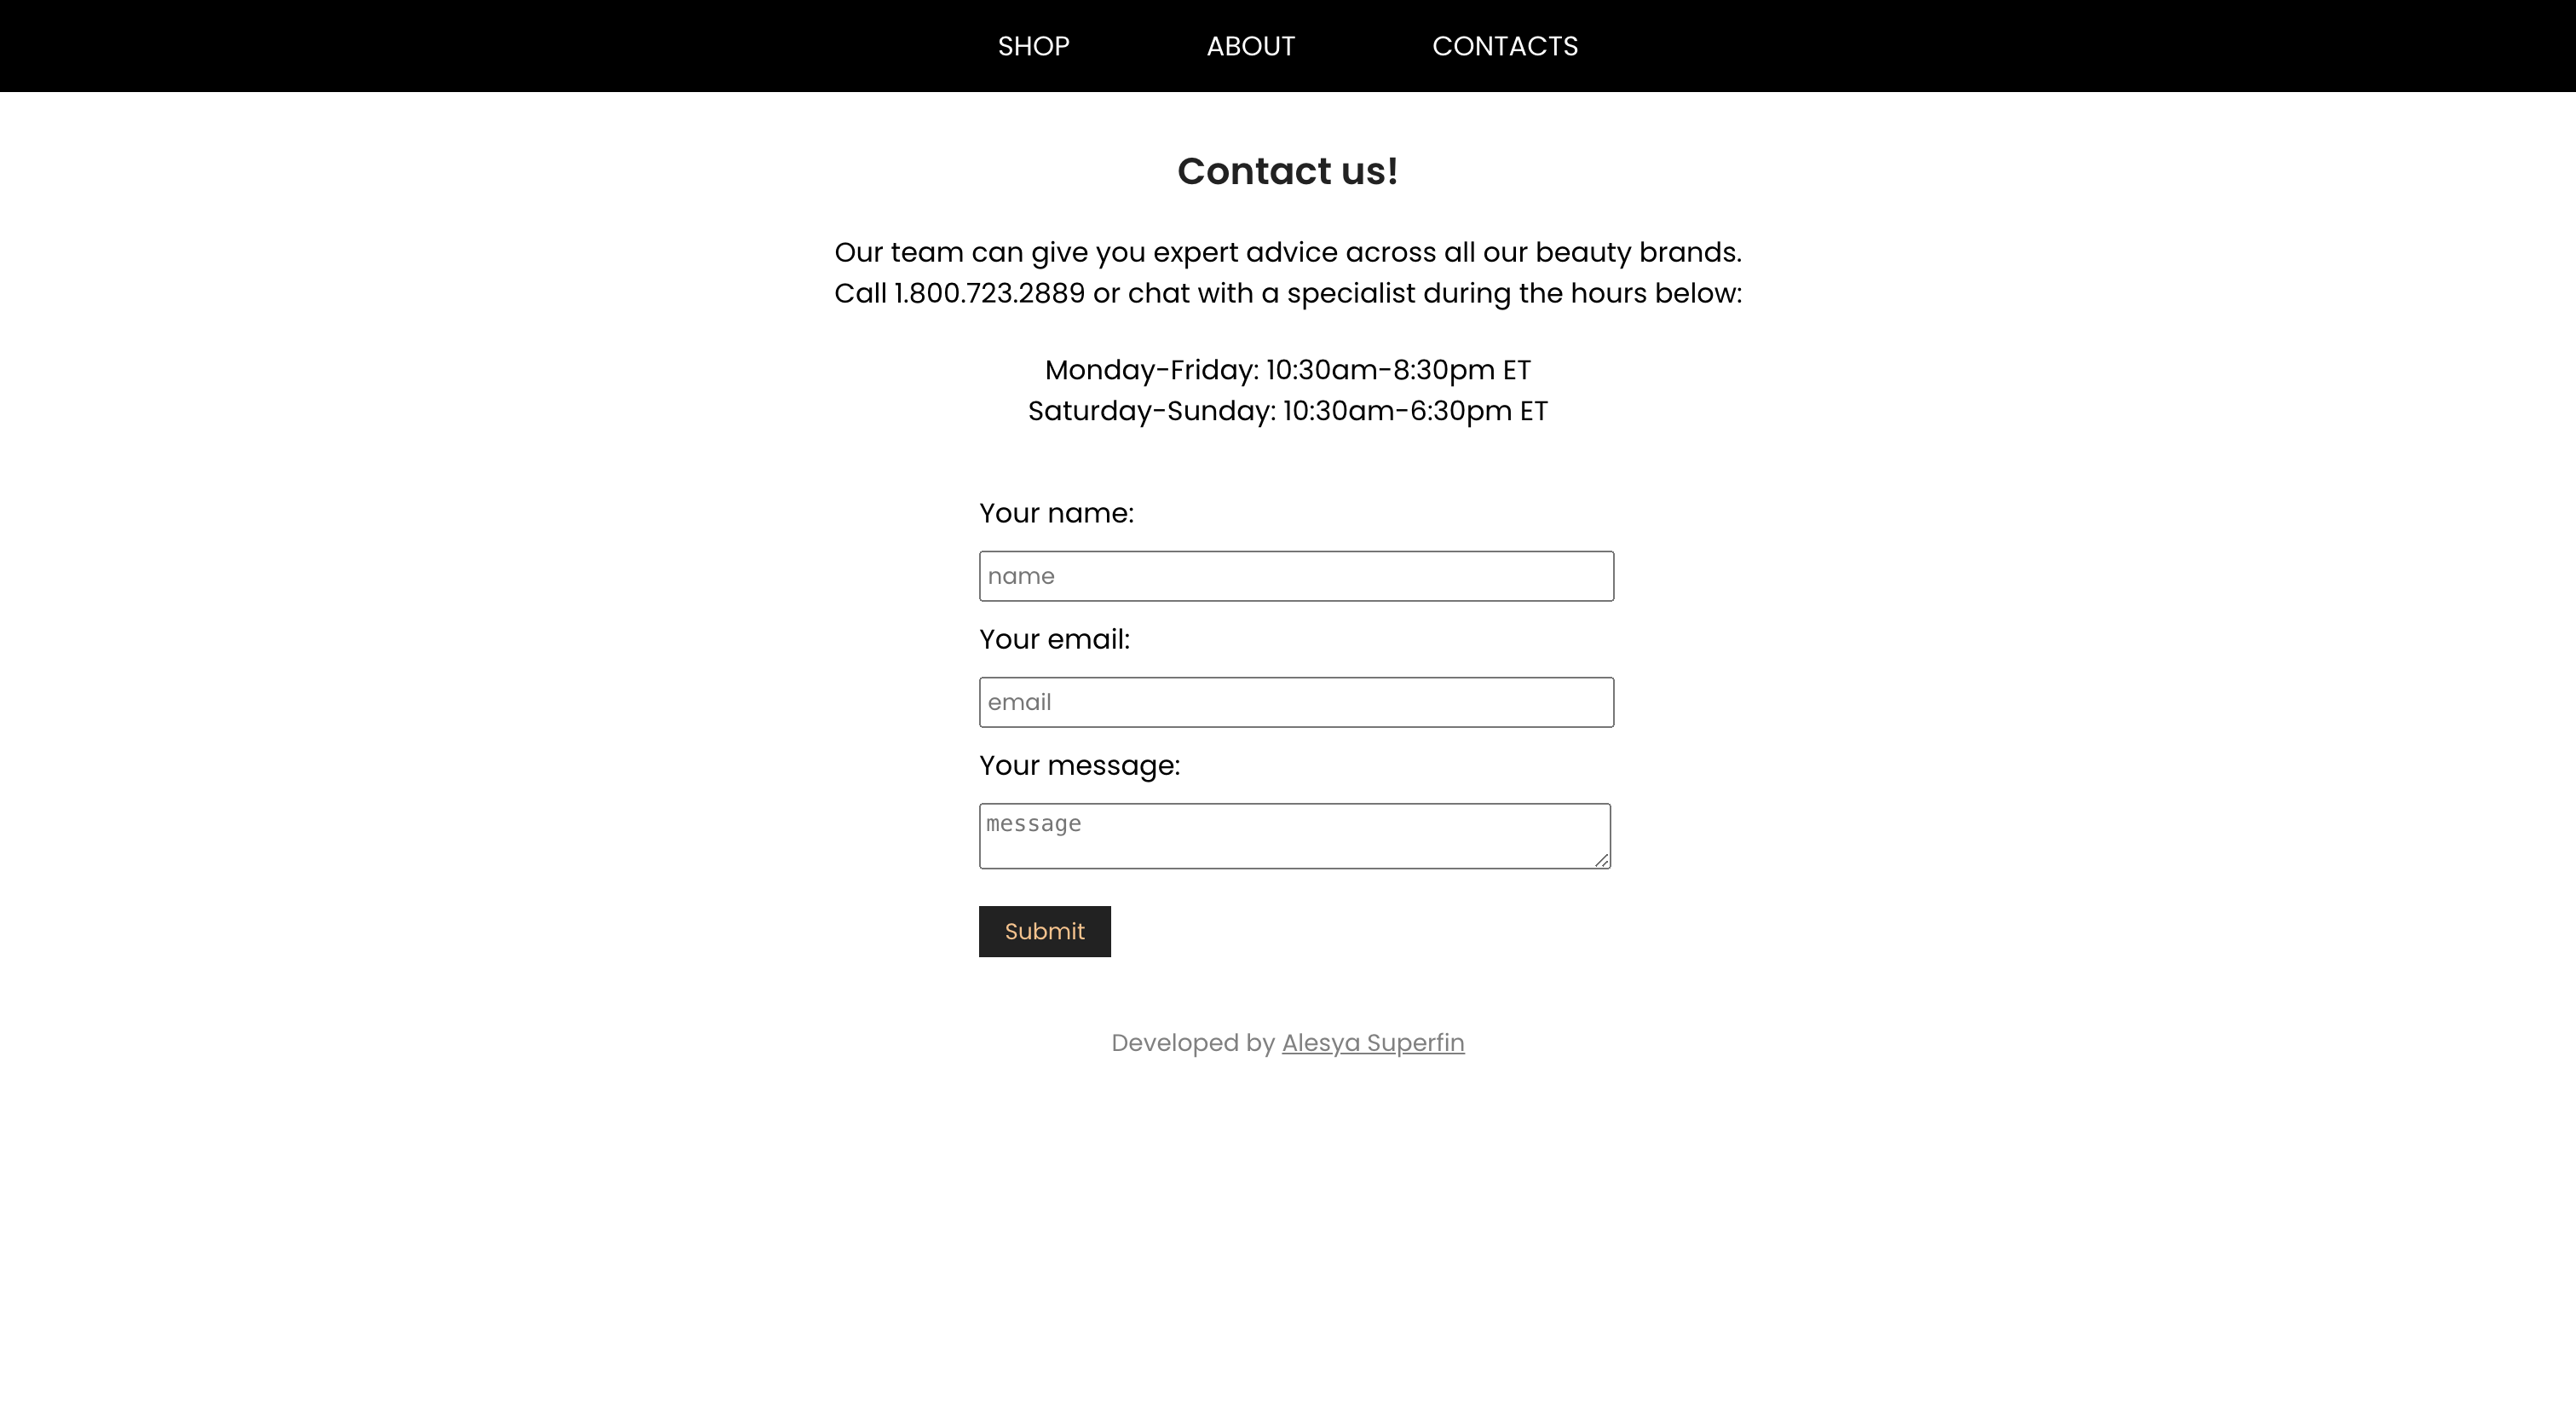 SHOP ABOUT CONTACTS
Contact us!
Our team can give you expert advice across all our beauty brands.
Call 1.800.723.2889 or chat with a specialist during the hours below:
Monday-Friday: 10:30am-8:30pm ET
Saturday-Sunday: 10:30am-6:30pm ET
Your name:
name
Your email:
email
Your message:
message
Submit
Developed by Alesya Superfin